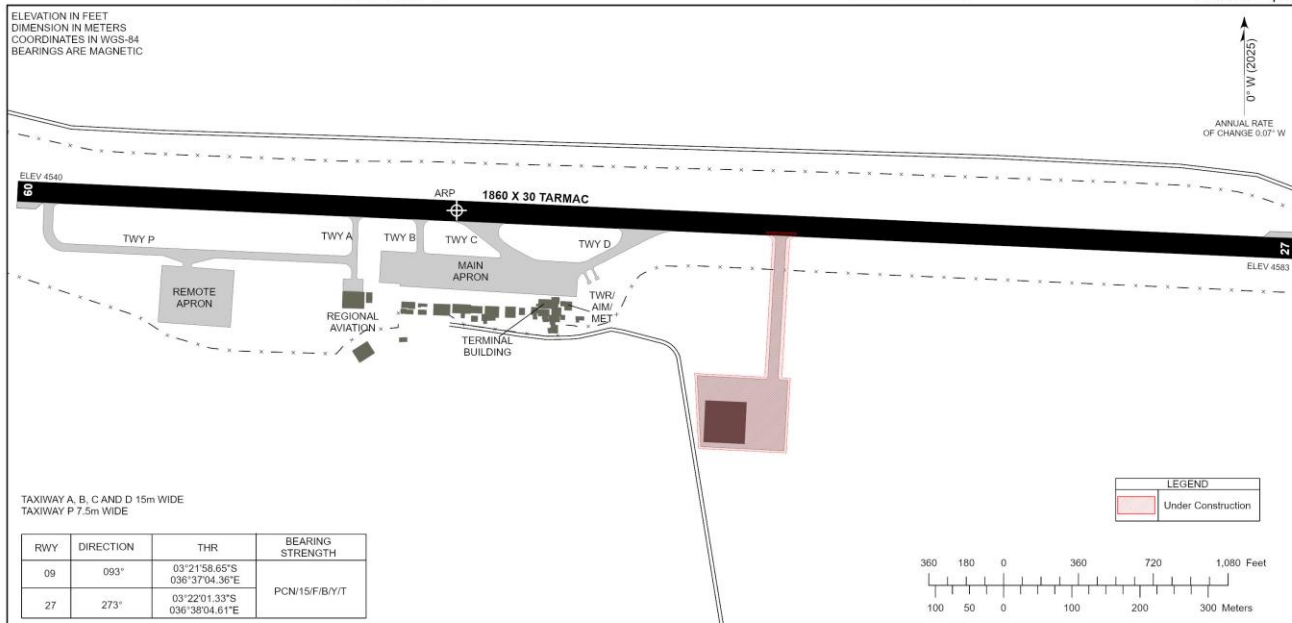 ELEVATION IN FEET
DIMENSION IN METERS
COORDINATES IN WGS-84
BEARINGS ARE MAGNETIC
0° W (2025)
ANNUAL RATE
OF CHANGE 0.07° W
ELEV 4540
09
ARP
1860 X 30 TARMAC
27
ELEV 4583
TWY P
TWY A
TWY B
TWY C
TWY D
MAIN
APRON
REMOTE
APRON
REGIONAL
AVIATION
TWR/
AIM/
MET
TERMINAL
BUILDING
TAXIWAY A, B, C AND D 15m WIDE
TAXIWAY P 7.5m WIDE
RWY DIRECTION THR BEARING STRENGTH
09 093° 03°21'58.65"S 036°37'04.36"E PCN/15/F/B/Y/T
27 273° 03°22'01.33"S 036°38'04.61"E
LEGEND
Under Construction
360 180 0 360 720 1,080 Feet
100 50 0 100 200 300 Meters